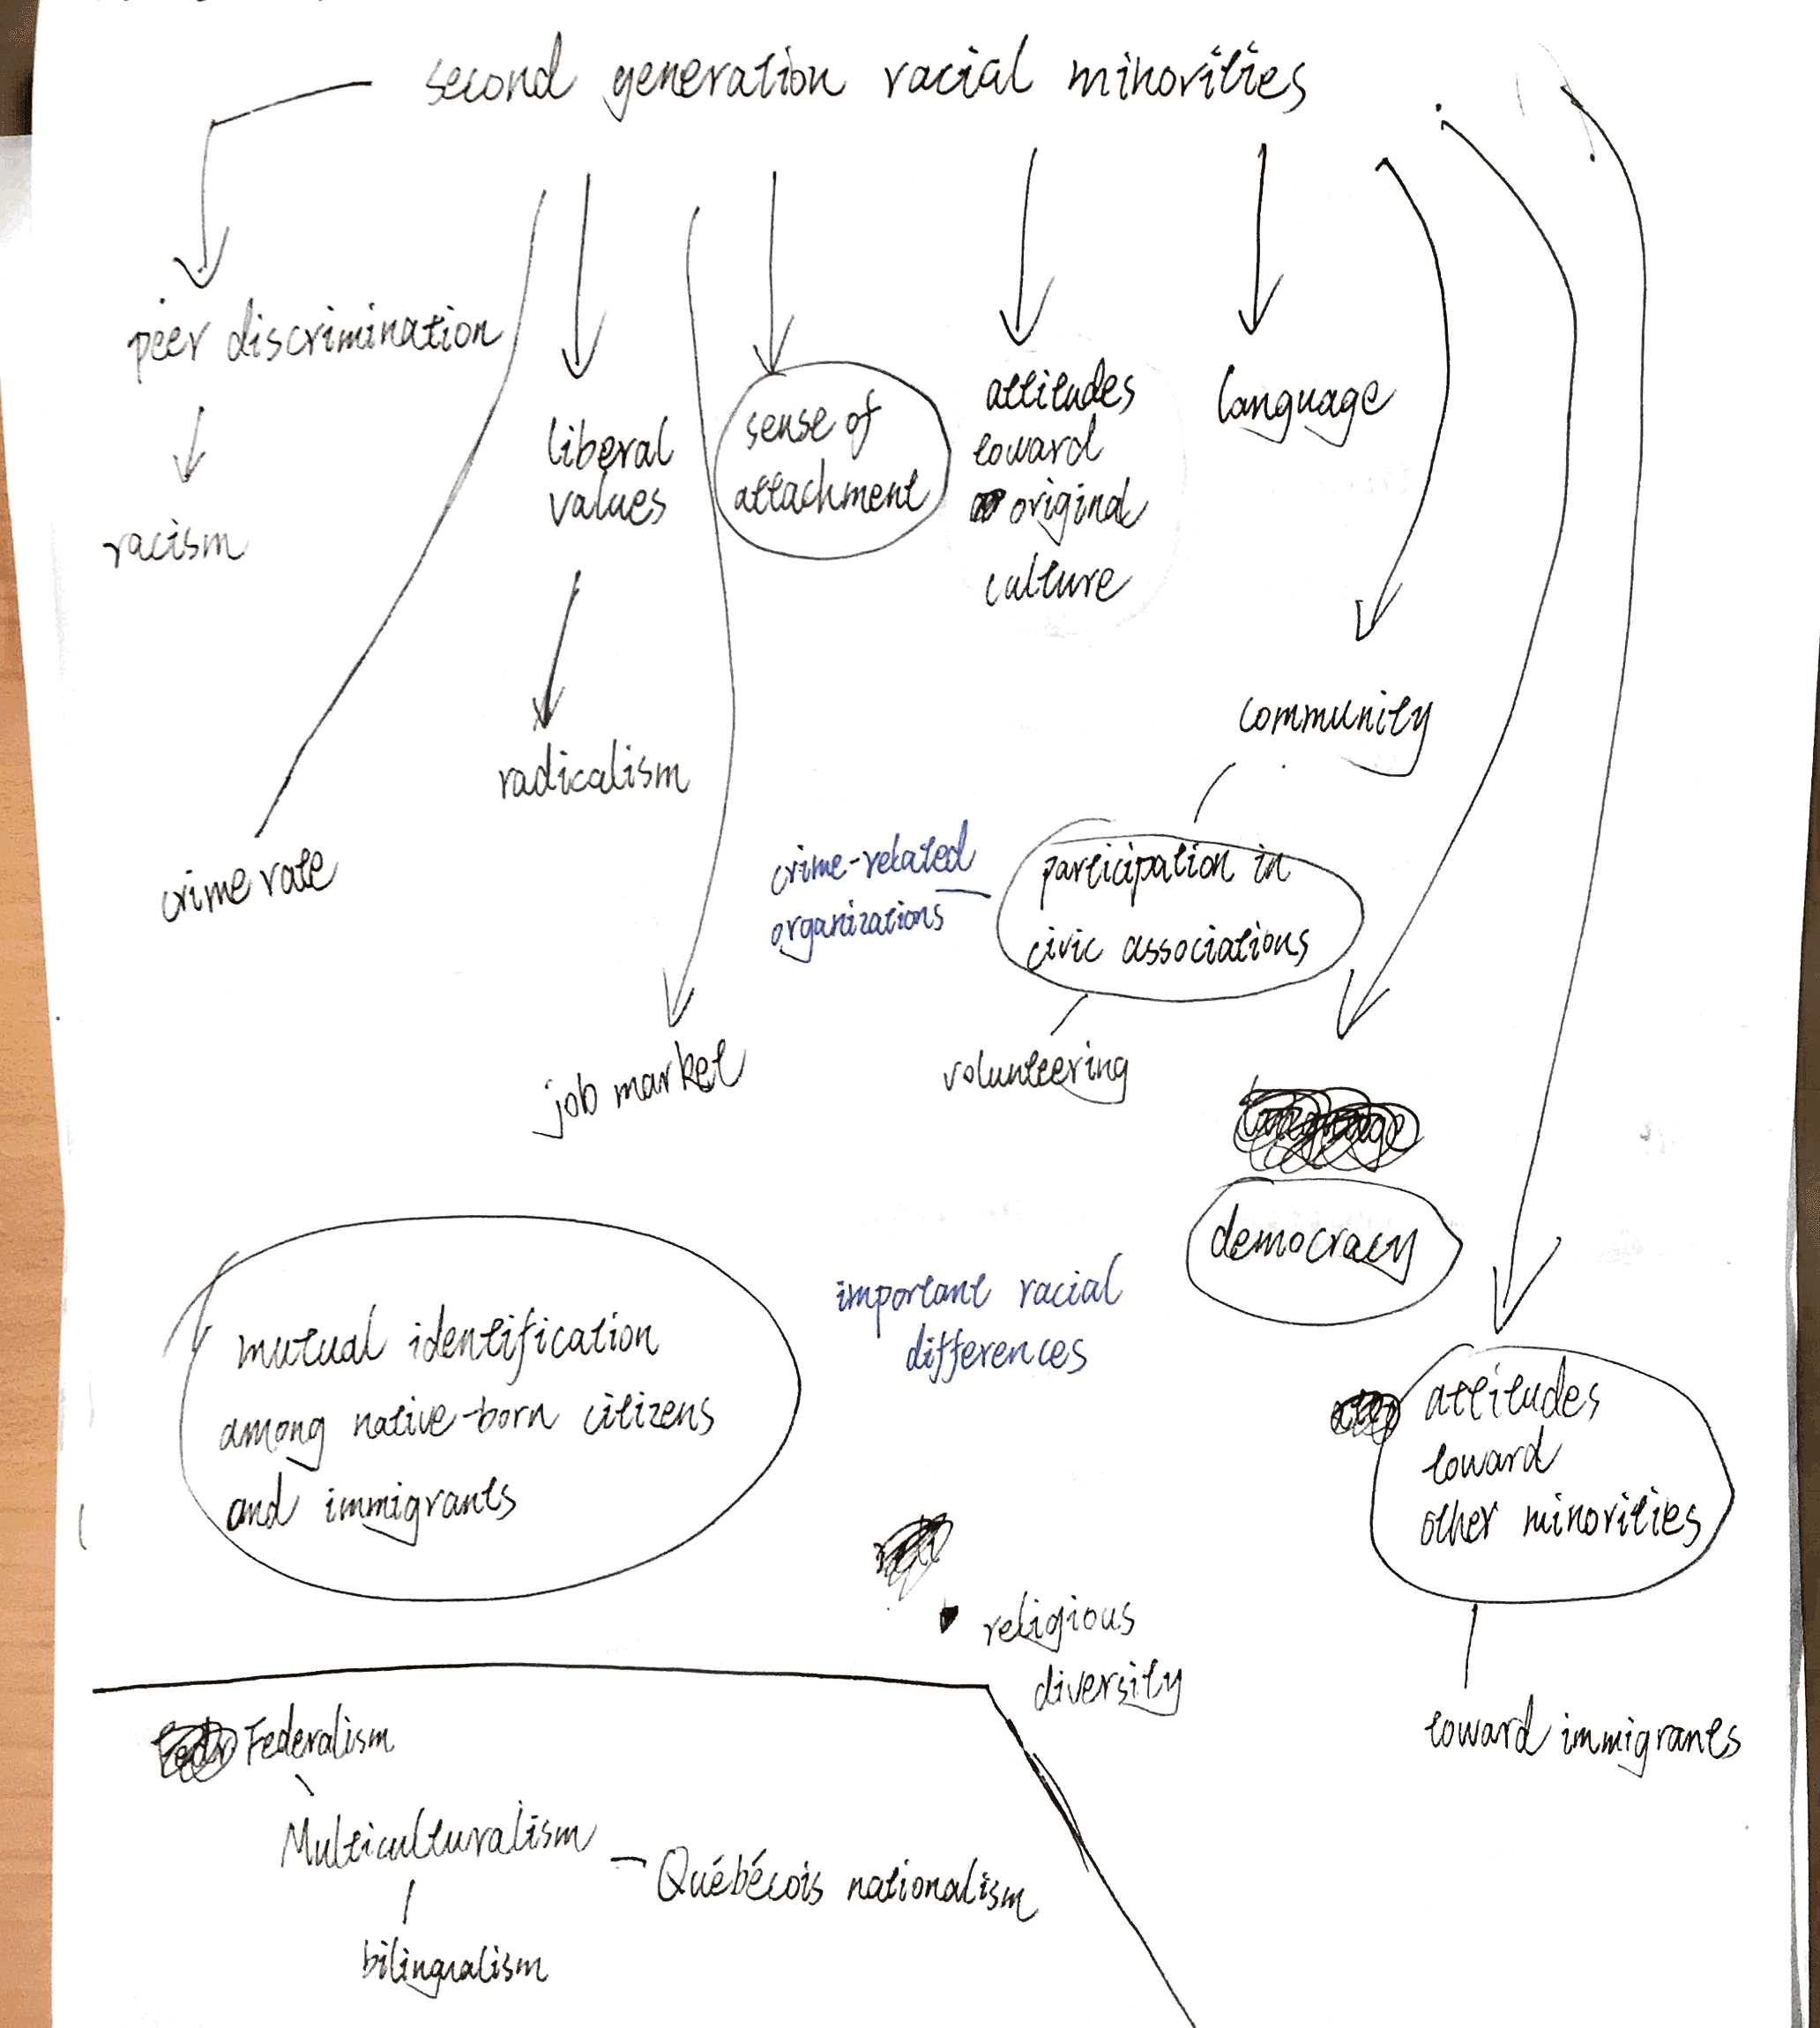 second generation racial minorities
peer discrimination
racism
crime rate
liberal
values
radicalism
job market
sense of
attachment
attitudes
toward
original
culture
language
community
participation in
civic associations
crime-related
organizations
volunteering
language
democracy
attitudes
toward
other minorities
toward immigrants
important racial
differences
mutual identification
among native-born citizens
and immigrants
religious
diversity
Federalism
Multiculturalism
Québécois nationalism
bilingualism